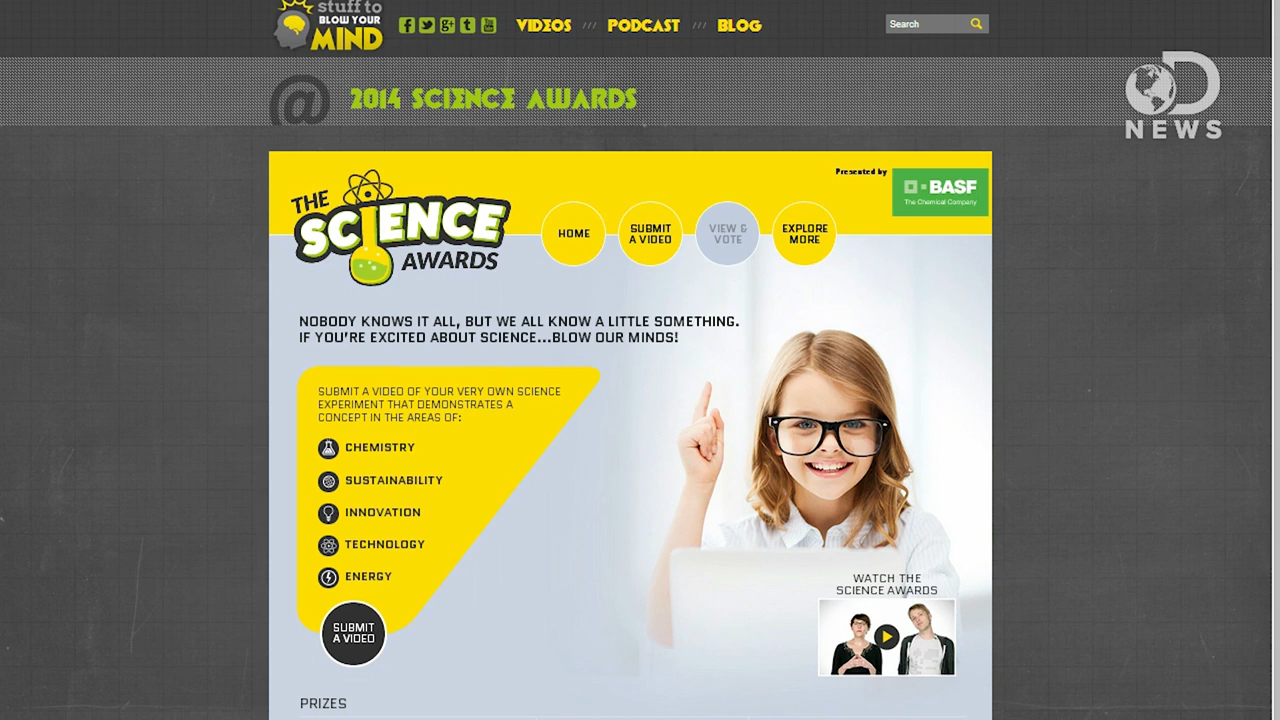 stuff to
BLOW YOUR
MIND
VIDEOS /// PODCAST /// BLOG
Search
@ 2014 SCIENCE AWARDS
D
NEWS
Presented by
BASF
The Chemical Company
THE
SCIENCE
AWARDS
HOME
SUBMIT
A VIDEO
VIEW &
VOTE
EXPLORE
MORE
NOBODY KNOWS IT ALL, BUT WE ALL KNOW A LITTLE SOMETHING.
IF YOU'RE EXCITED ABOUT SCIENCE...BLOW OUR MINDS!
SUBMIT A VIDEO OF YOUR VERY OWN SCIENCE
EXPERIMENT THAT DEMONSTRATES A
CONCEPT IN THE AREAS OF:
CHEMISTRY
SUSTAINABILITY
INNOVATION
TECHNOLOGY
ENERGY
SUBMIT
A VIDEO
WATCH THE
SCIENCE AWARDS
PRIZES